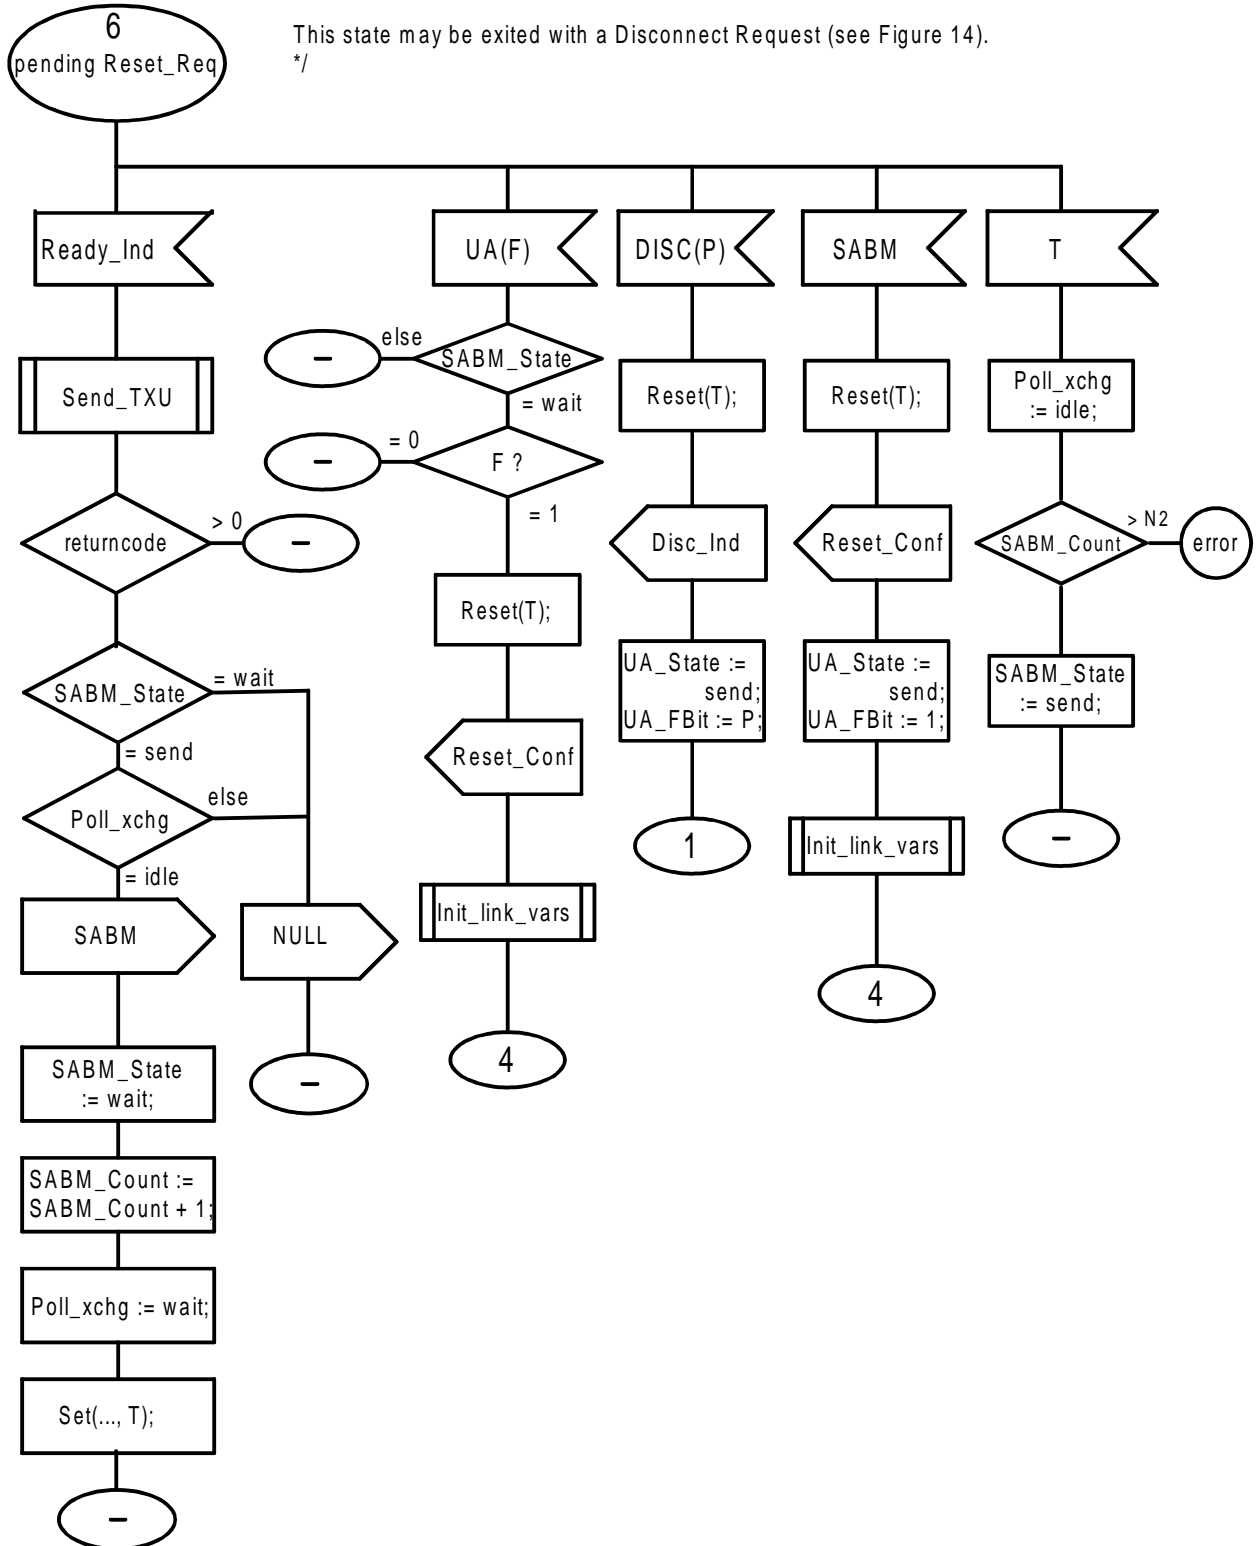 6
pending Reset_Req
This state may be exited with a Disconnect Request (see Figure 14).
*/
Ready_Ind
Send_TXU
returncode
> 0
–
SABM_State
= wait
= send
Poll_xchg
else
= idle
SABM
NULL
–
SABM_State
:= wait;
SABM_Count :=
SABM_Count + 1;
Poll_xchg := wait;
Set(..., T);
–
UA(F)
SABM_State
else
–
= wait
F ?
= 0
–
= 1
Reset(T);
Reset_Conf
Init_link_vars
4
DISC(P)
Reset(T);
Disc_Ind
UA_State :=
send;
UA_FBit := P;
1
SABM
Reset(T);
Reset_Conf
UA_State :=
send;
UA_FBit := 1;
Init_link_vars
4
T
Poll_xchg
:= idle;
SABM_Count
> N2
error
SABM_State
:= send;
–